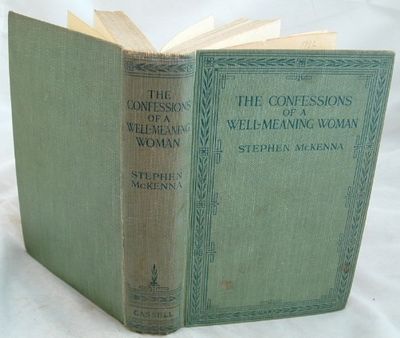 THE
CONFESSIONS
OF A
WELL-MEANING
WOMAN
STEPHEN
McKENNA
CASSELL
THE CONFESSIONS
OF A
WELL-MEANING WOMAN
STEPHEN McKENNA